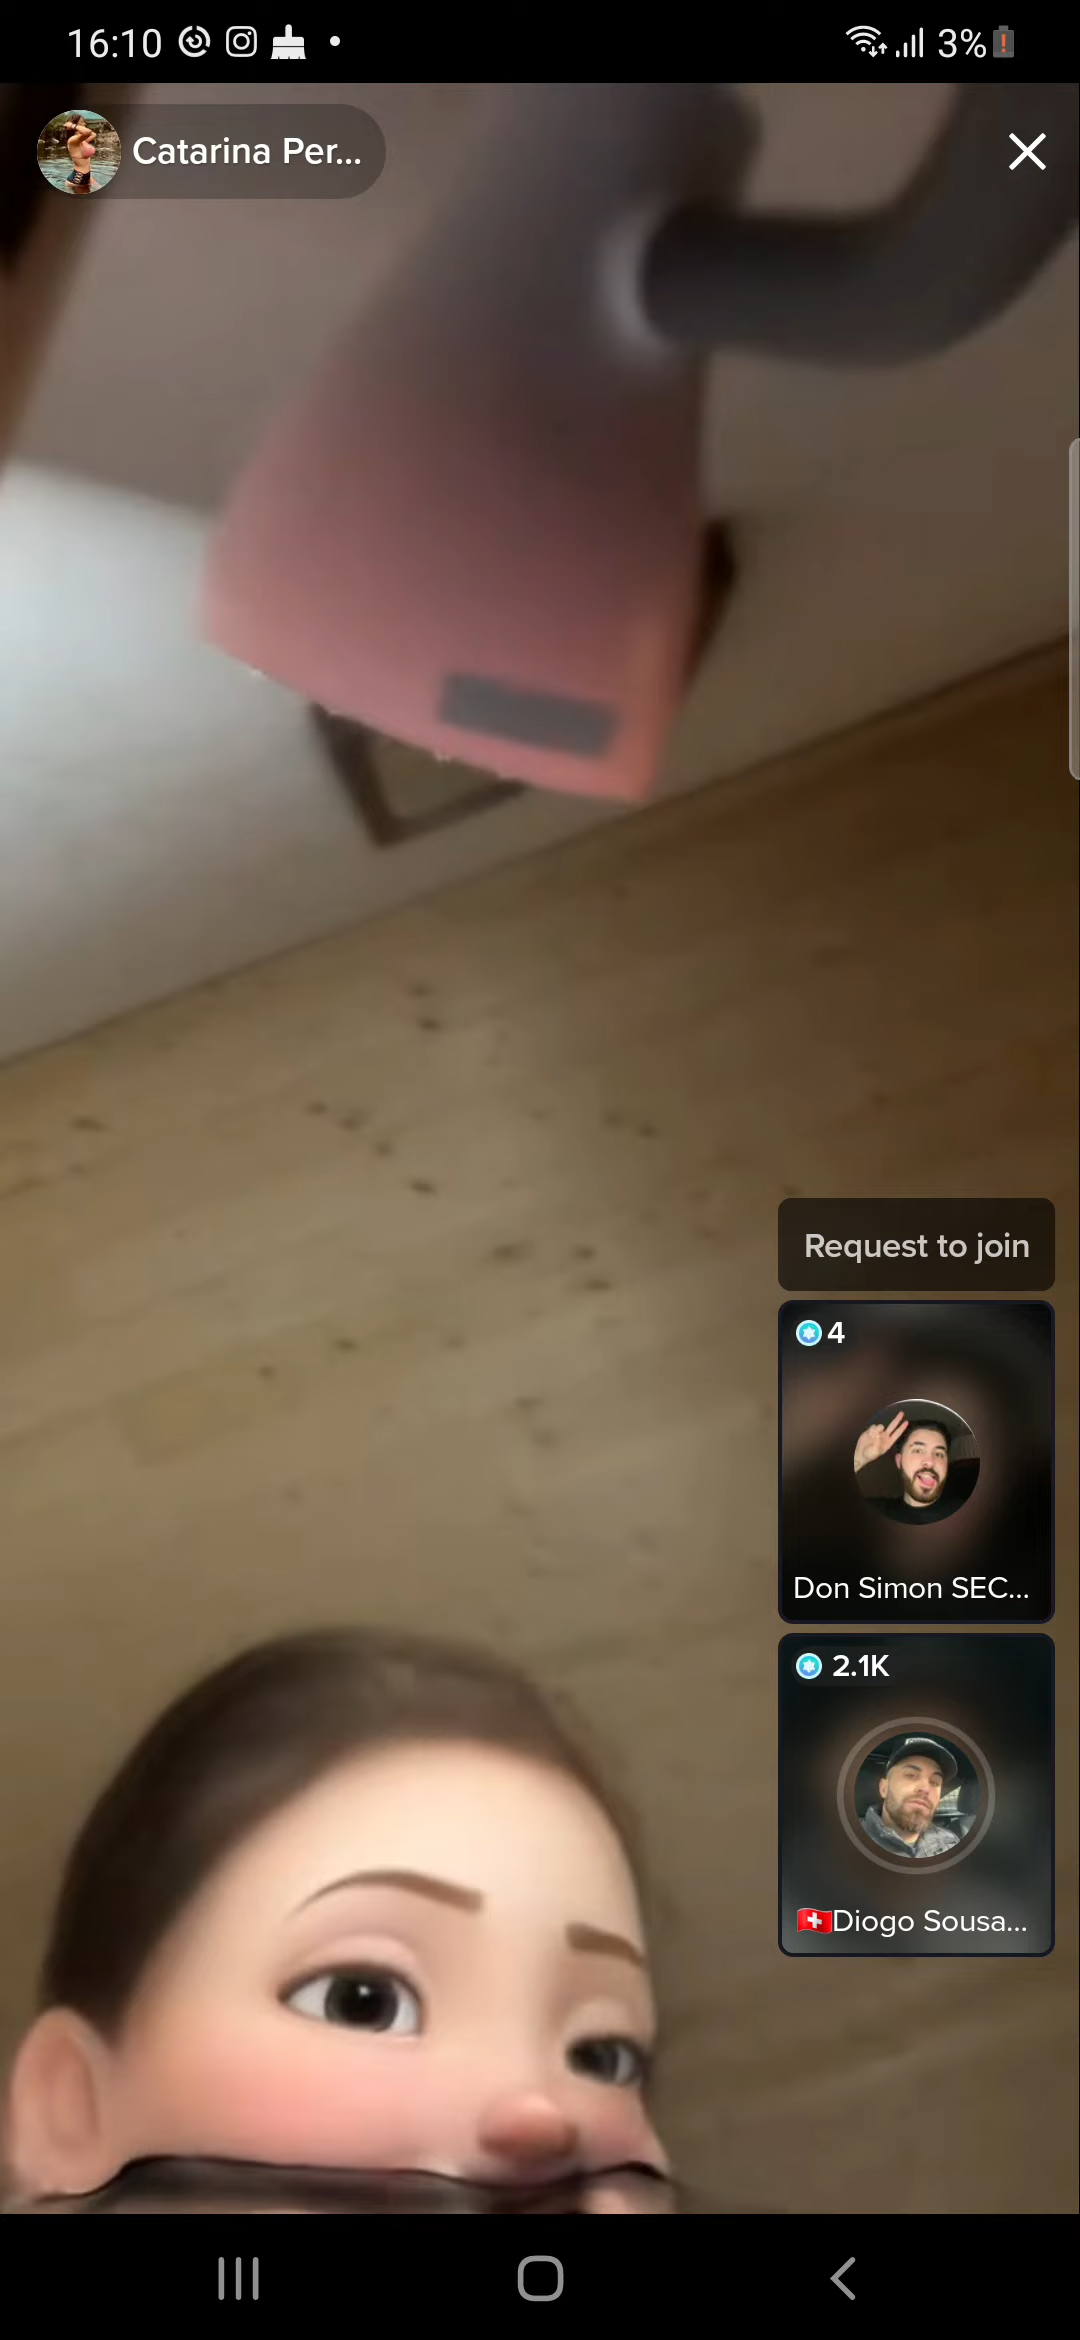 16:10
3%
Catarina Per...
Request to join
4
Don Simon SEC...
2.1K
🇨🇭Diogo Sousa...